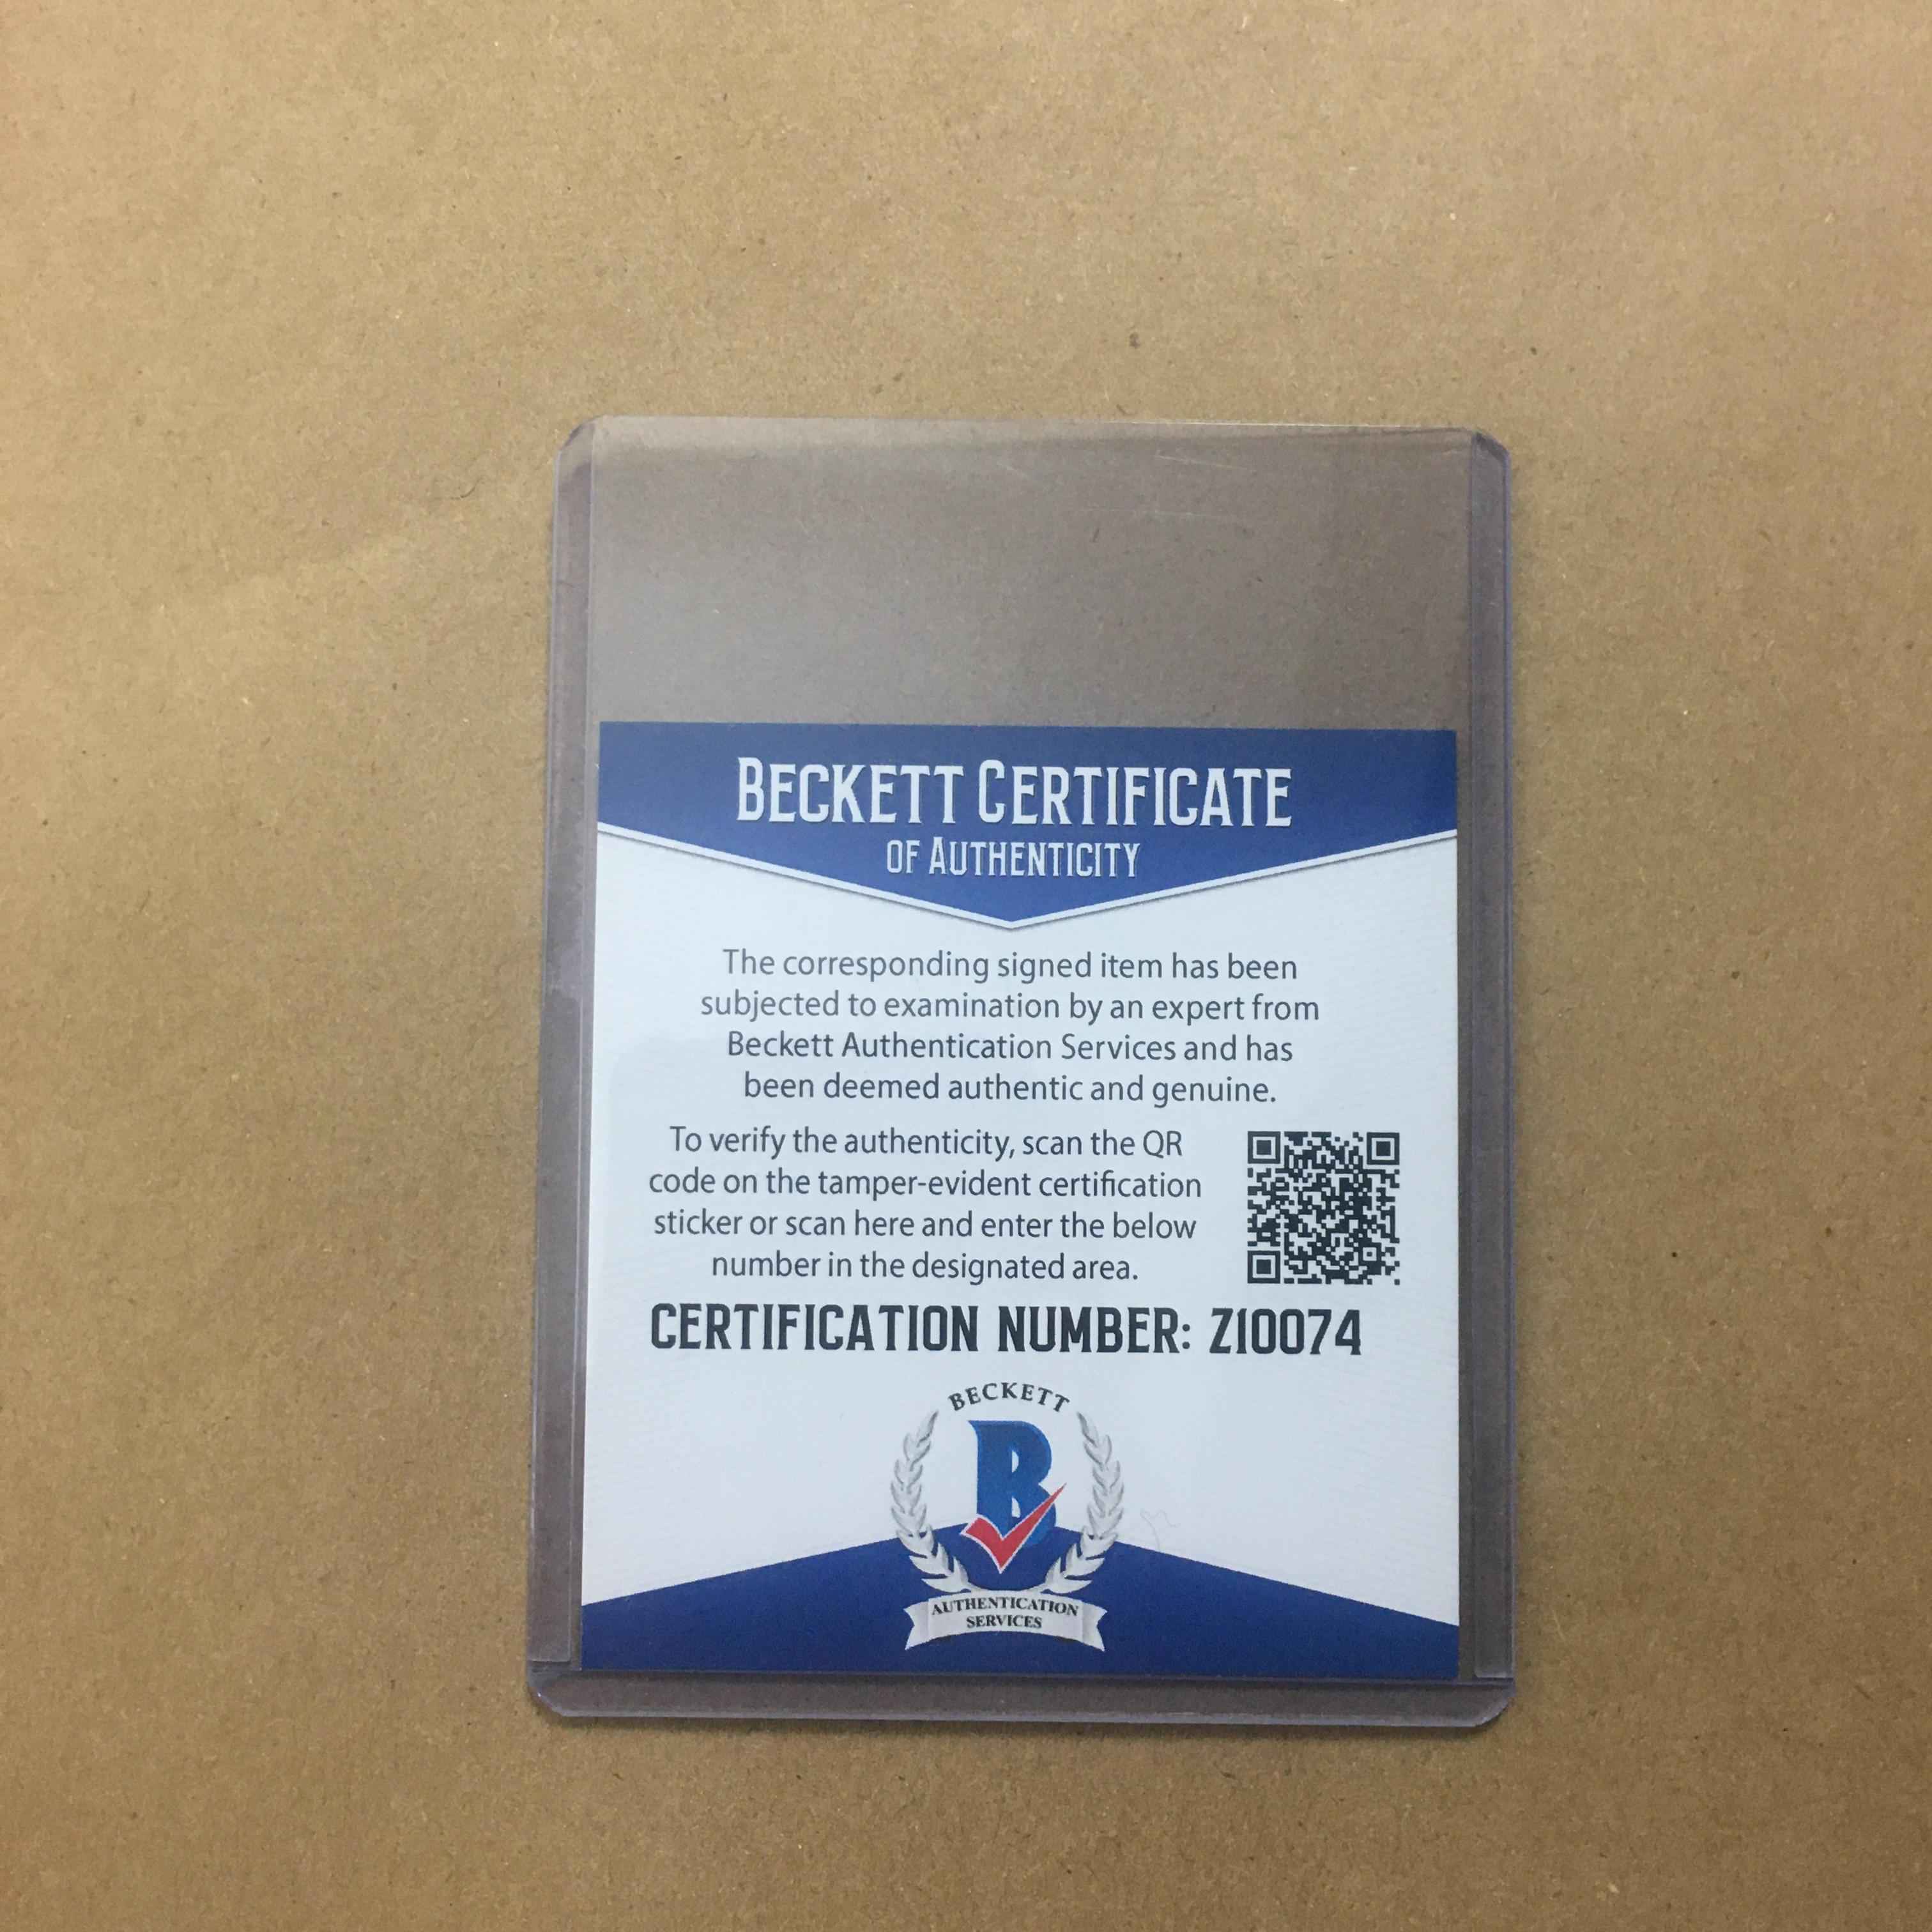 BECKETT CERTIFICATE
OF AUTHENTICITY
The corresponding signed item has been
subjected to examination by an expert from
Beckett Authentication Services and has
been deemed authentic and genuine.
To verify the authenticity, scan the QR
code on the tamper-evident certification
sticker or scan here and enter the below
number in the designated area.
CERTIFICATION NUMBER: Z10074
BECKETT
B
AUTHENTICATION
SERVICES